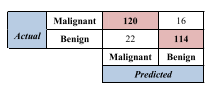 Actual Malignant 120 16
Benign 22 114
Malignant Benign
Predicted